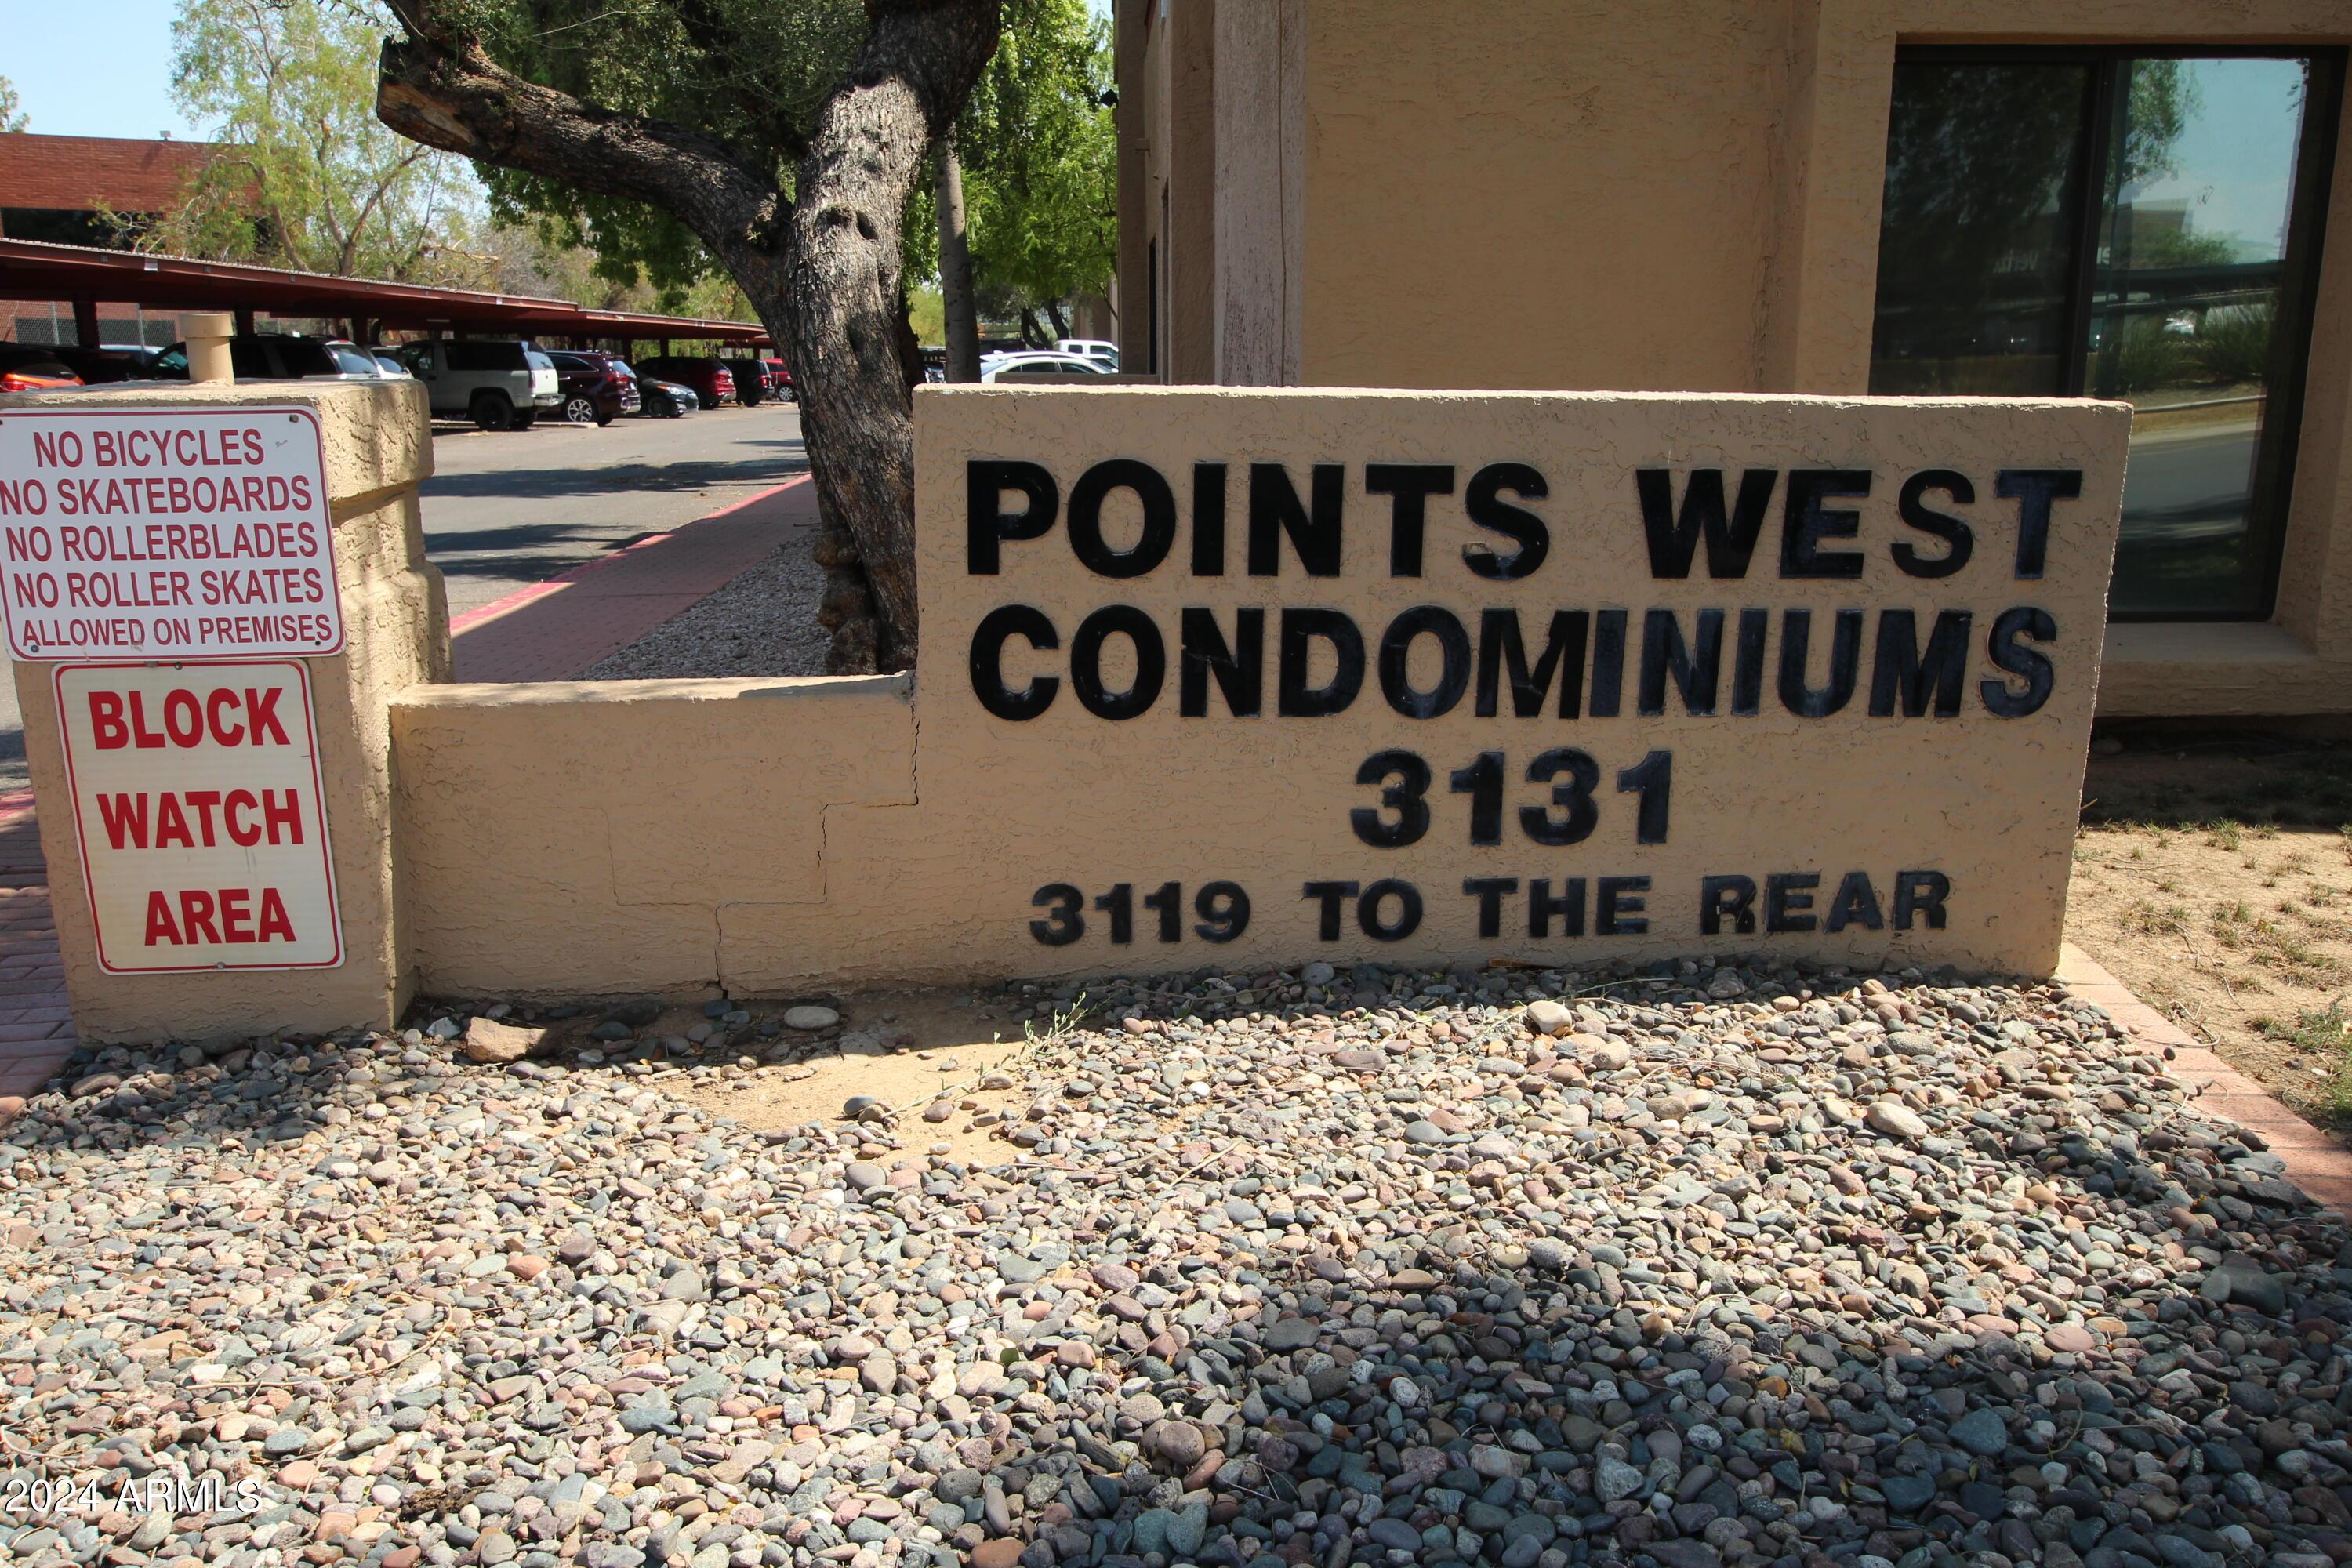 NO BICYCLES
NO SKATEBOARDS
NO ROLLERBLADES
NO ROLLER SKATES
ALLOWED ON PREMISES
BLOCK
WATCH
AREA
POINTS WEST
CONDOMINIUMS
3131
3119 TO THE REAR
2024 ARMLS